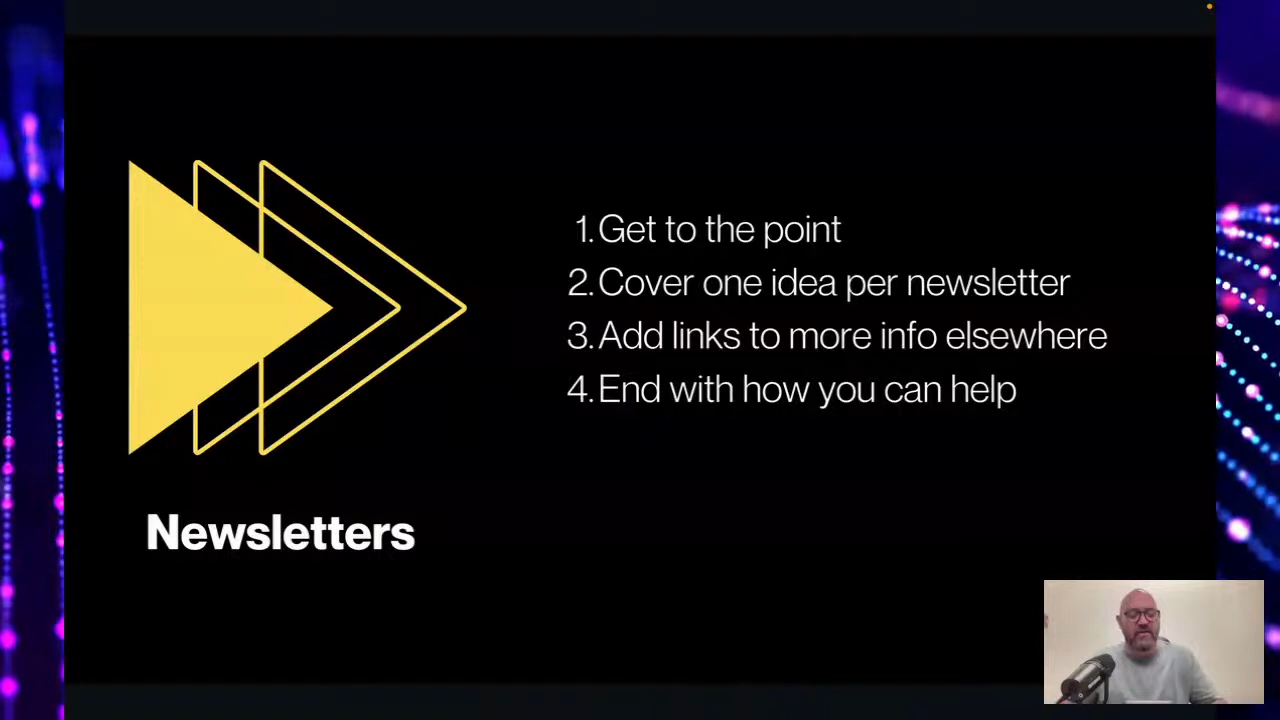 1. Get to the point
2. Cover one idea per newsletter
3. Add links to more info elsewhere
4. End with how you can help
Newsletters